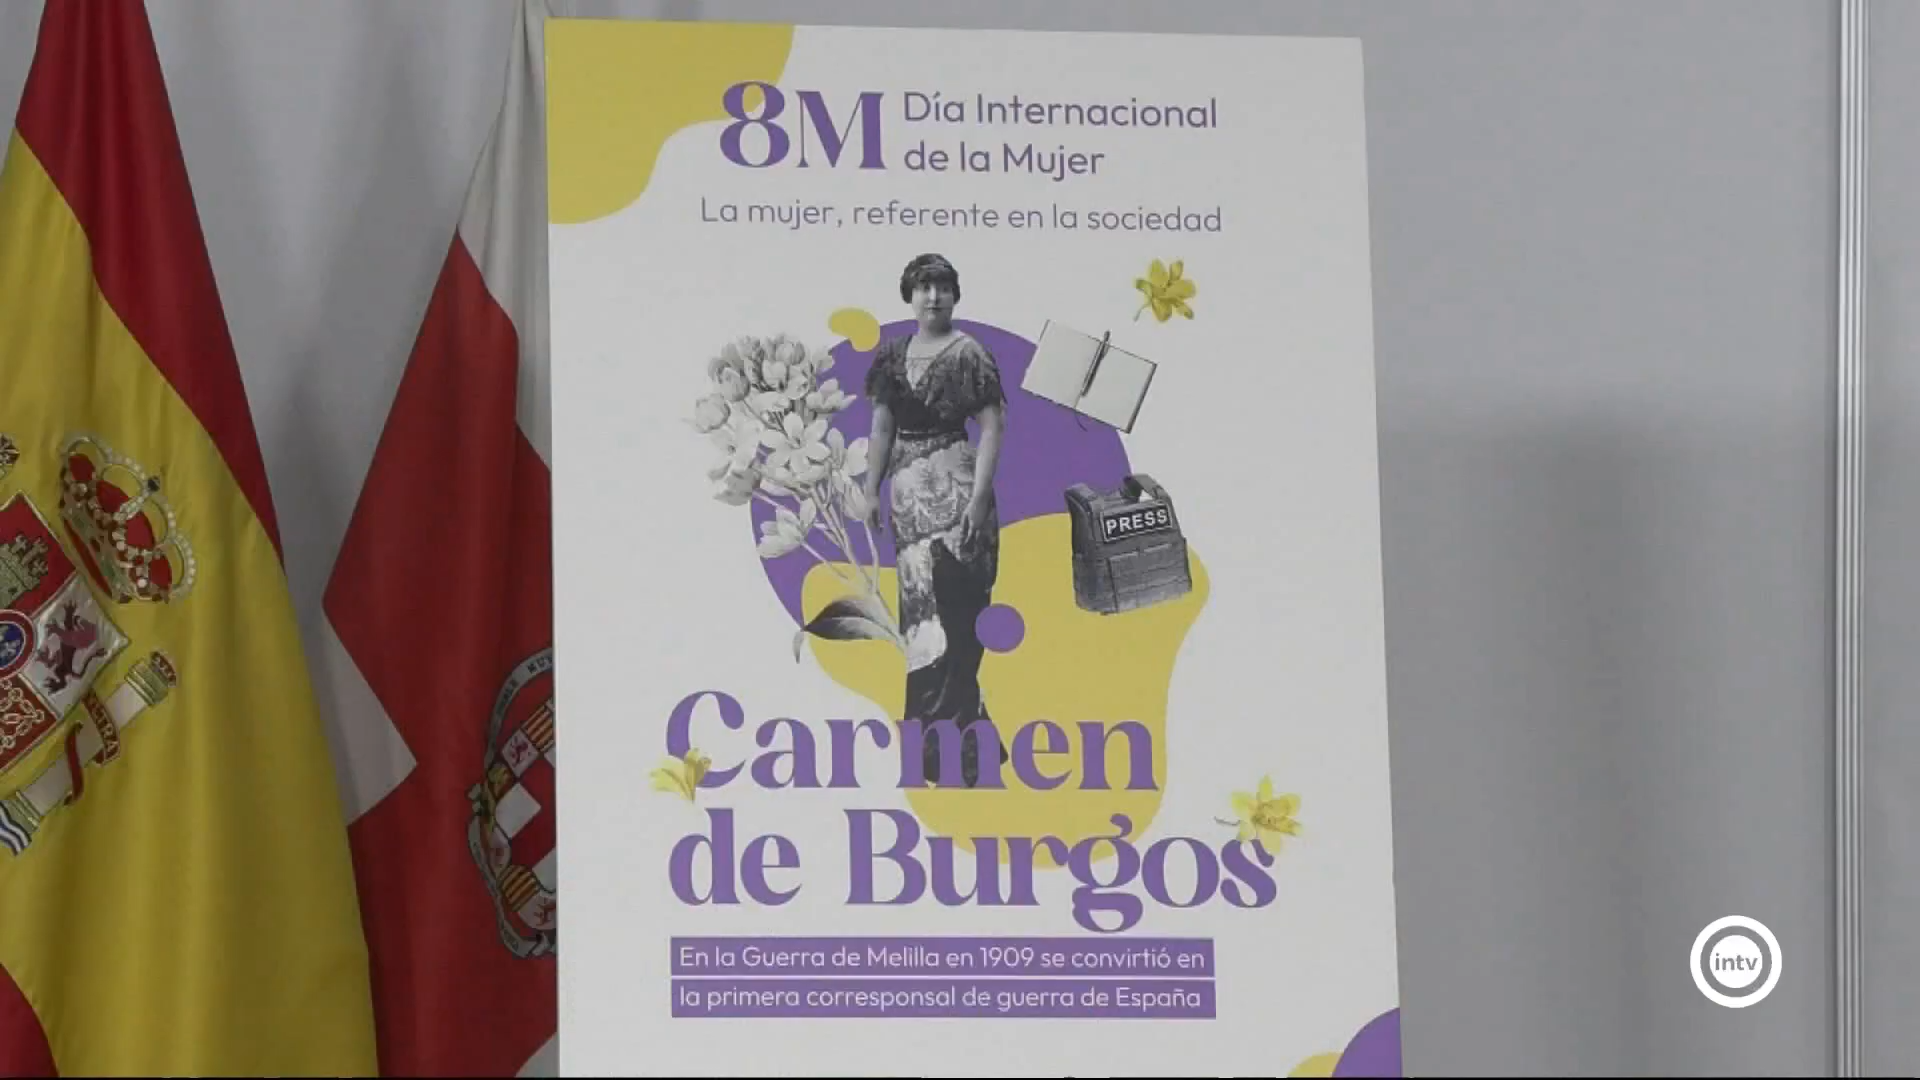 8M Día Internacional
de la Mujer
La mujer, referente en la sociedad
PRESS
Carmen
de Burgos
En la Guerra de Melilla en 1909 se convirtió en
la primera corresponsal de guerra de España
intv